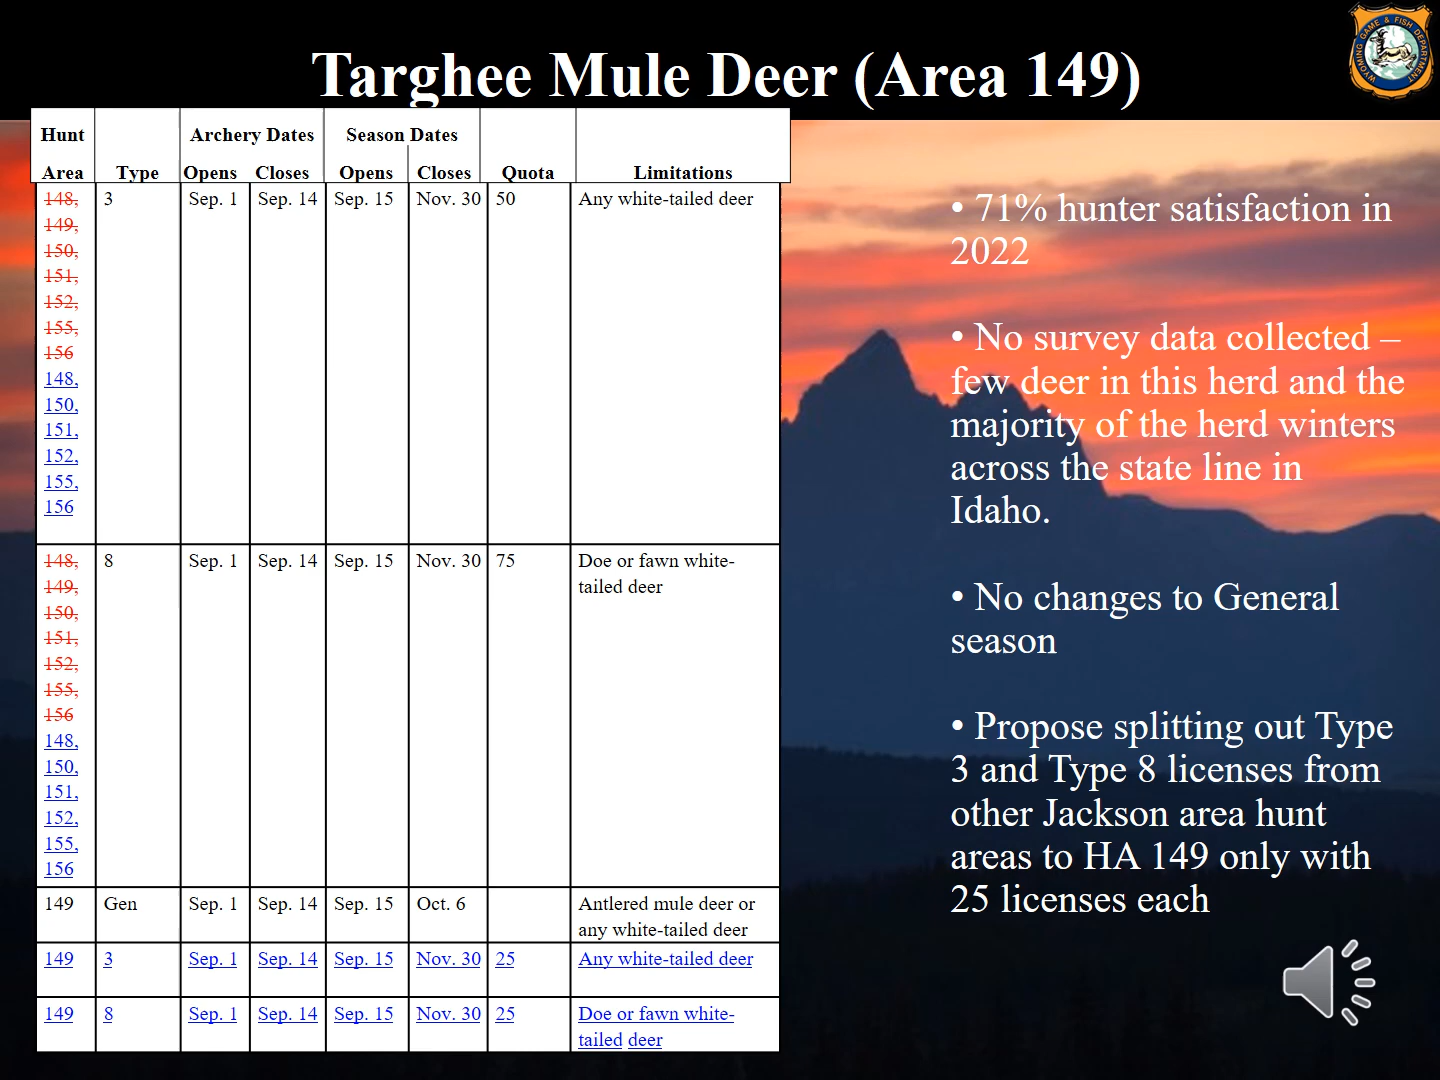 Targhee Mule Deer (Area 149)
WYOMING GAME & FISH DEPARTMENT
Hunt Archery Dates Season Dates
Area Type Opens Closes Opens Closes Quota Limitations
148, 3 Sep. 1 Sep. 14 Sep. 15 Nov. 30 50 Any white-tailed deer
149,
150,
151,
152,
155,
156
148,
150,
151,
152,
155,
156
148, 8 Sep. 1 Sep. 14 Sep. 15 Nov. 30 75 Doe or fawn white-
149, tailed deer
150,
151,
152,
155,
156
148,
150,
151,
152,
155,
156
149 Gen Sep. 1 Sep. 14 Sep. 15 Oct. 6 Antlered mule deer or
any white-tailed deer
149 3 Sep. 1 Sep. 14 Sep. 15 Nov. 30 25 Any white-tailed deer
149 8 Sep. 1 Sep. 14 Sep. 15 Nov. 30 25 Doe or fawn white-
tailed deer
• 71% hunter satisfaction in
2022
• No survey data collected –
few deer in this herd and the
majority of the herd winters
across the state line in
Idaho.
• No changes to General
season
• Propose splitting out Type
3 and Type 8 licenses from
other Jackson area hunt
areas to HA 149 only with
25 licenses each